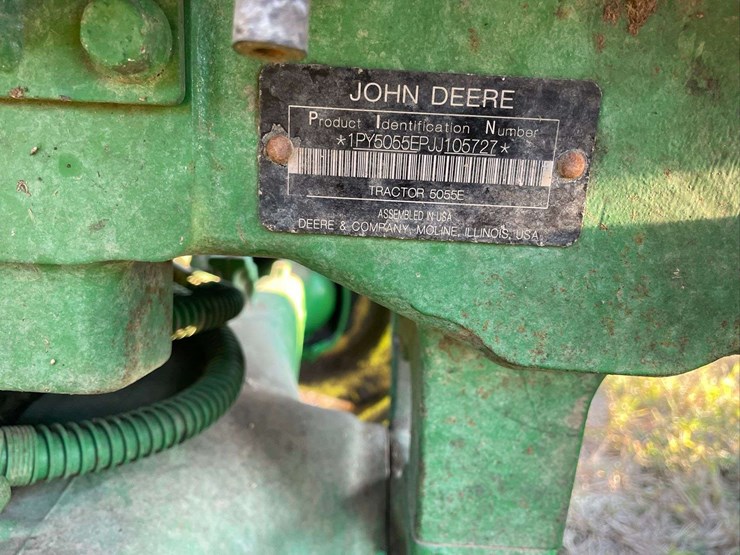 JOHN DEERE
Product Identification Number
*1PY5055EPJJ105727*
TRACTOR 5055E
ASSEMBLED IN USA
DEERE & COMPANY, MOLINE, ILLINOIS, USA